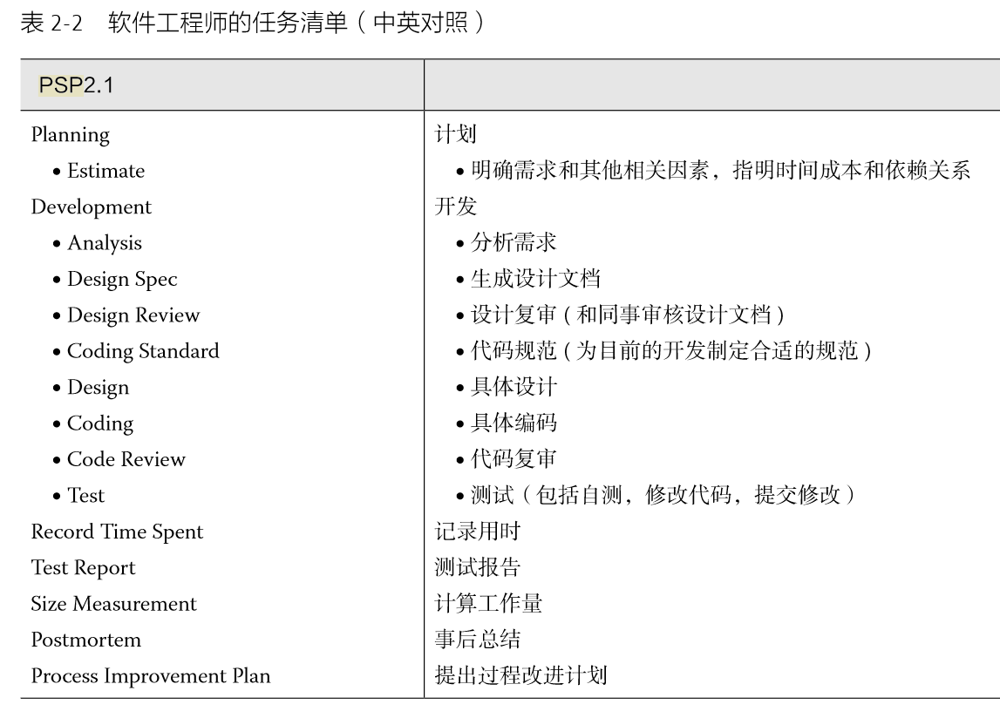 表 2-2 软件工程师的任务清单（中英对照）
PSP2.1
Planning 计划
• Estimate • 明确需求和其他相关因素，指明时间成本和依赖关系
Development 开发
• Analysis • 分析需求
• Design Spec • 生成设计文档
• Design Review • 设计复审 ( 和同事审核设计文档 )
• Coding Standard • 代码规范 ( 为目前的开发制定合适的规范 )
• Design • 具体设计
• Coding • 具体编码
• Code Review • 代码复审
• Test • 测试（包括自测，修改代码，提交修改）
Record Time Spent 记录用时
Test Report 测试报告
Size Measurement 计算工作量
Postmortem 事后总结
Process Improvement Plan 提出过程改进计划